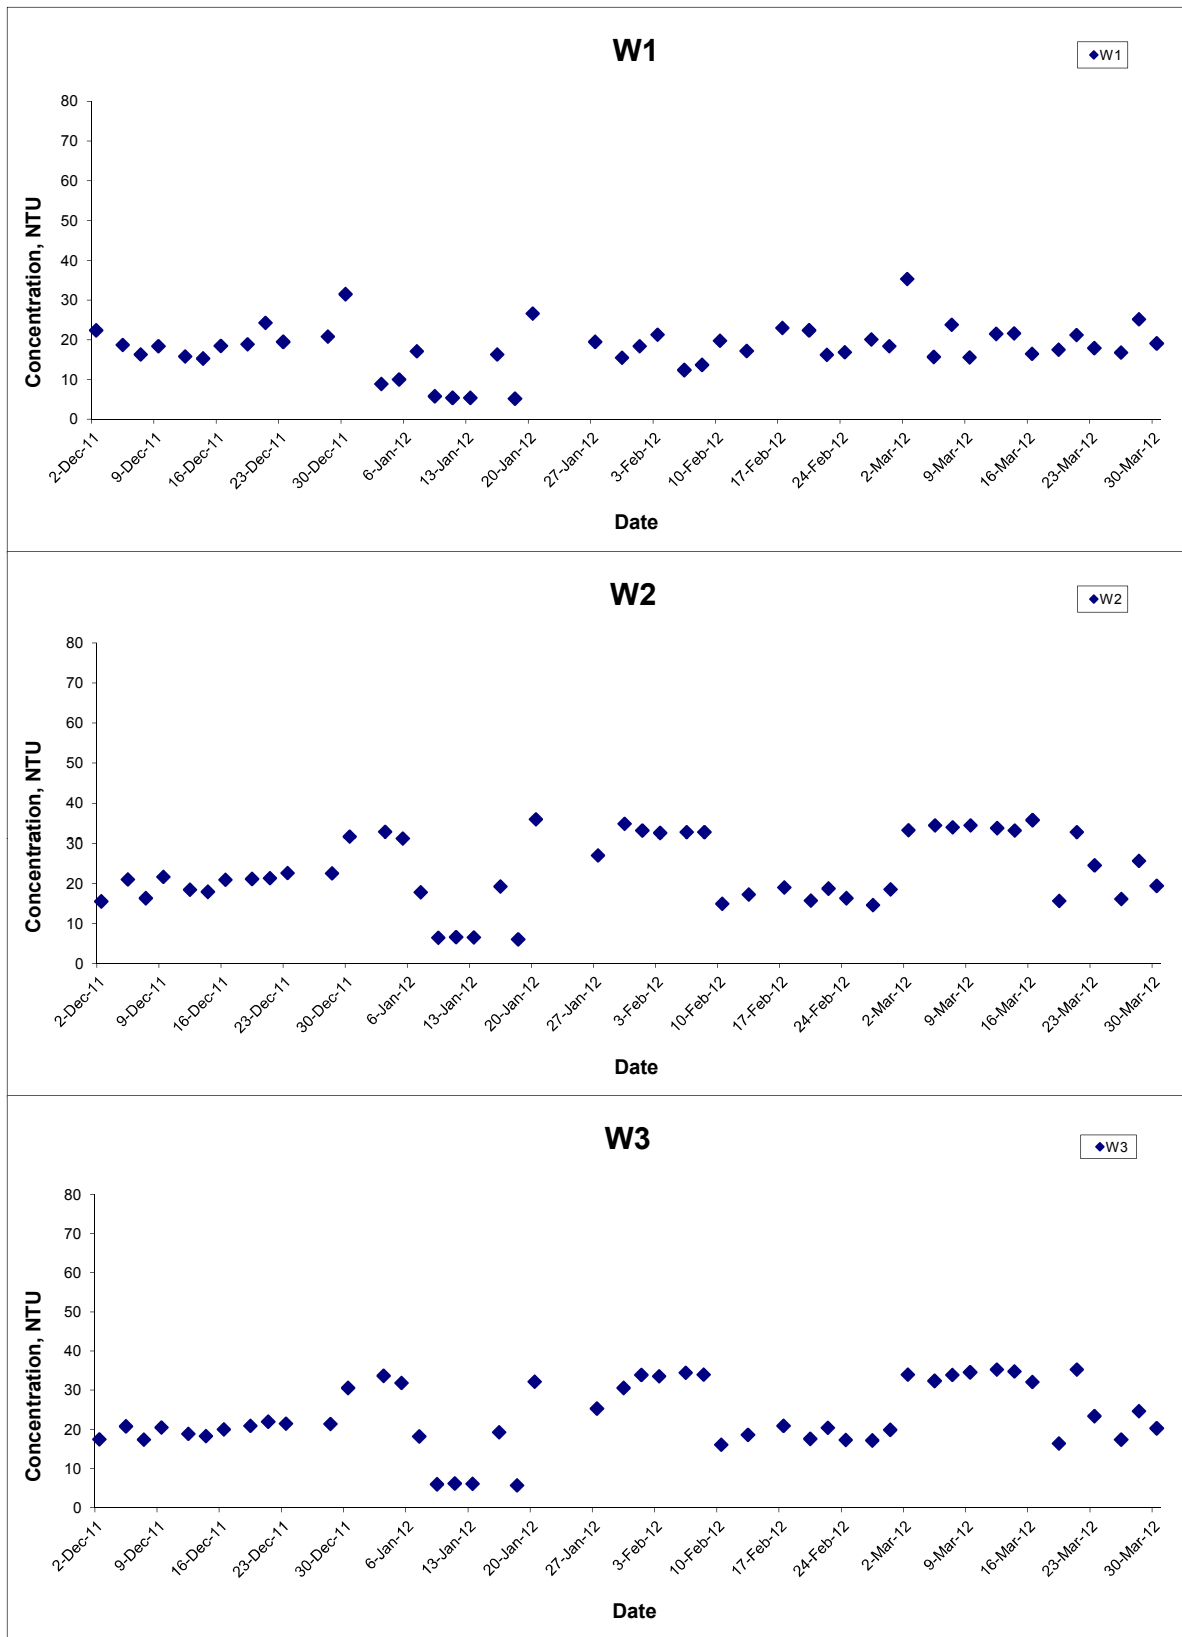 W1
W1
80
70
60
50
40
30
20
10
0
Concentration, NTU
2-Dec-11
9-Dec-11
16-Dec-11
23-Dec-11
30-Dec-11
6-Jan-12
13-Jan-12
20-Jan-12
27-Jan-12
3-Feb-12
10-Feb-12
17-Feb-12
24-Feb-12
2-Mar-12
9-Mar-12
16-Mar-12
23-Mar-12
30-Mar-12
Date
W2
W2
80
70
60
50
40
30
20
10
0
Concentration, NTU
2-Dec-11
9-Dec-11
16-Dec-11
23-Dec-11
30-Dec-11
6-Jan-12
13-Jan-12
20-Jan-12
27-Jan-12
3-Feb-12
10-Feb-12
17-Feb-12
24-Feb-12
2-Mar-12
9-Mar-12
16-Mar-12
23-Mar-12
30-Mar-12
Date
W3
W3
80
70
60
50
40
30
20
10
0
Concentration, NTU
2-Dec-11
9-Dec-11
16-Dec-11
23-Dec-11
30-Dec-11
6-Jan-12
13-Jan-12
20-Jan-12
27-Jan-12
3-Feb-12
10-Feb-12
17-Feb-12
24-Feb-12
2-Mar-12
9-Mar-12
16-Mar-12
23-Mar-12
30-Mar-12
Date